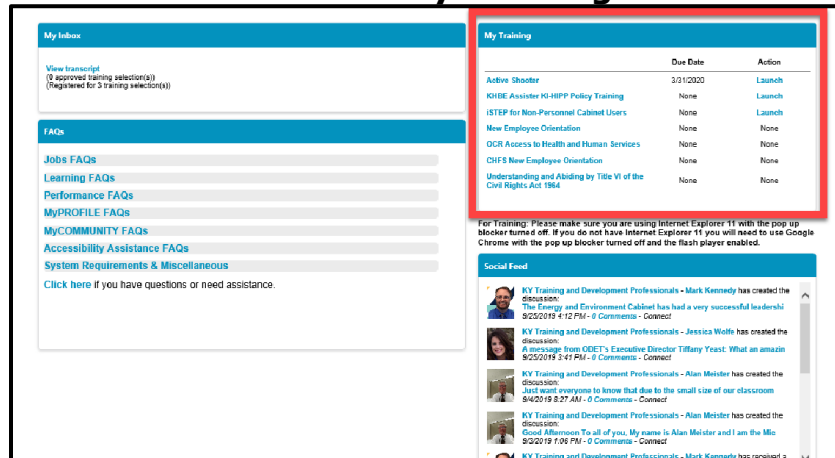 My Inbox
View transcript
(0 approved training selection(s))
(Registered for 3 training selection(s))
FAQs
Jobs FAQs
Learning FAQs
Performance FAQs
MyPROFILE FAQs
MyCOMMUNITY FAQs
Accessibility Assistance FAQs
System Requirements & Miscellaneous
Click here if you have questions or need assistance.
My Training
Due Date Action
Active Shooter 3/31/2020 Launch
KHBE Assister KI-HIPP Policy Training None Launch
iSTEP for Non-Personnel Cabinet Users None Launch
New Employee Orientation None None
OCR Access to Health and Human Services None None
CHFS New Employee Orientation None None
Understanding and Abiding by Title VI of the
Civil Rights Act 1964 None None
For Training: Please make sure you are using Internet Explorer 11 with the pop up
blocker turned off. If you do not have Internet Explorer 11 you will need to use Google
Chrome with the pop up blocker turned off and the flash player enabled.
Social Feed
KY Training and Development Professionals - Mark Kennedy has created the
discussion:
The Energy and Environment Cabinet has had a very successful leadershi
9/25/2019 4:12 PM - 0 Comments - Connect
KY Training and Development Professionals - Jessica Wolfe has created the
discussion:
A message from ODET's Executive Director Tiffany Yeast: What an amazin
9/25/2019 3:41 PM - 0 Comments - Connect
KY Training and Development Professionals - Alan Meister has created the
discussion:
Just want everyone to know that due to the small size of our classroom
9/4/2019 8:27 AM - 0 Comments - Connect
KY Training and Development Professionals - Alan Meister has created the
discussion:
Good Afternoon To all of you, My name is Alan Meister and I am the Mic
9/3/2019 1:06 PM - 0 Comments - Connect
KY Training and Development Professionals - Mark Kennedy has received a